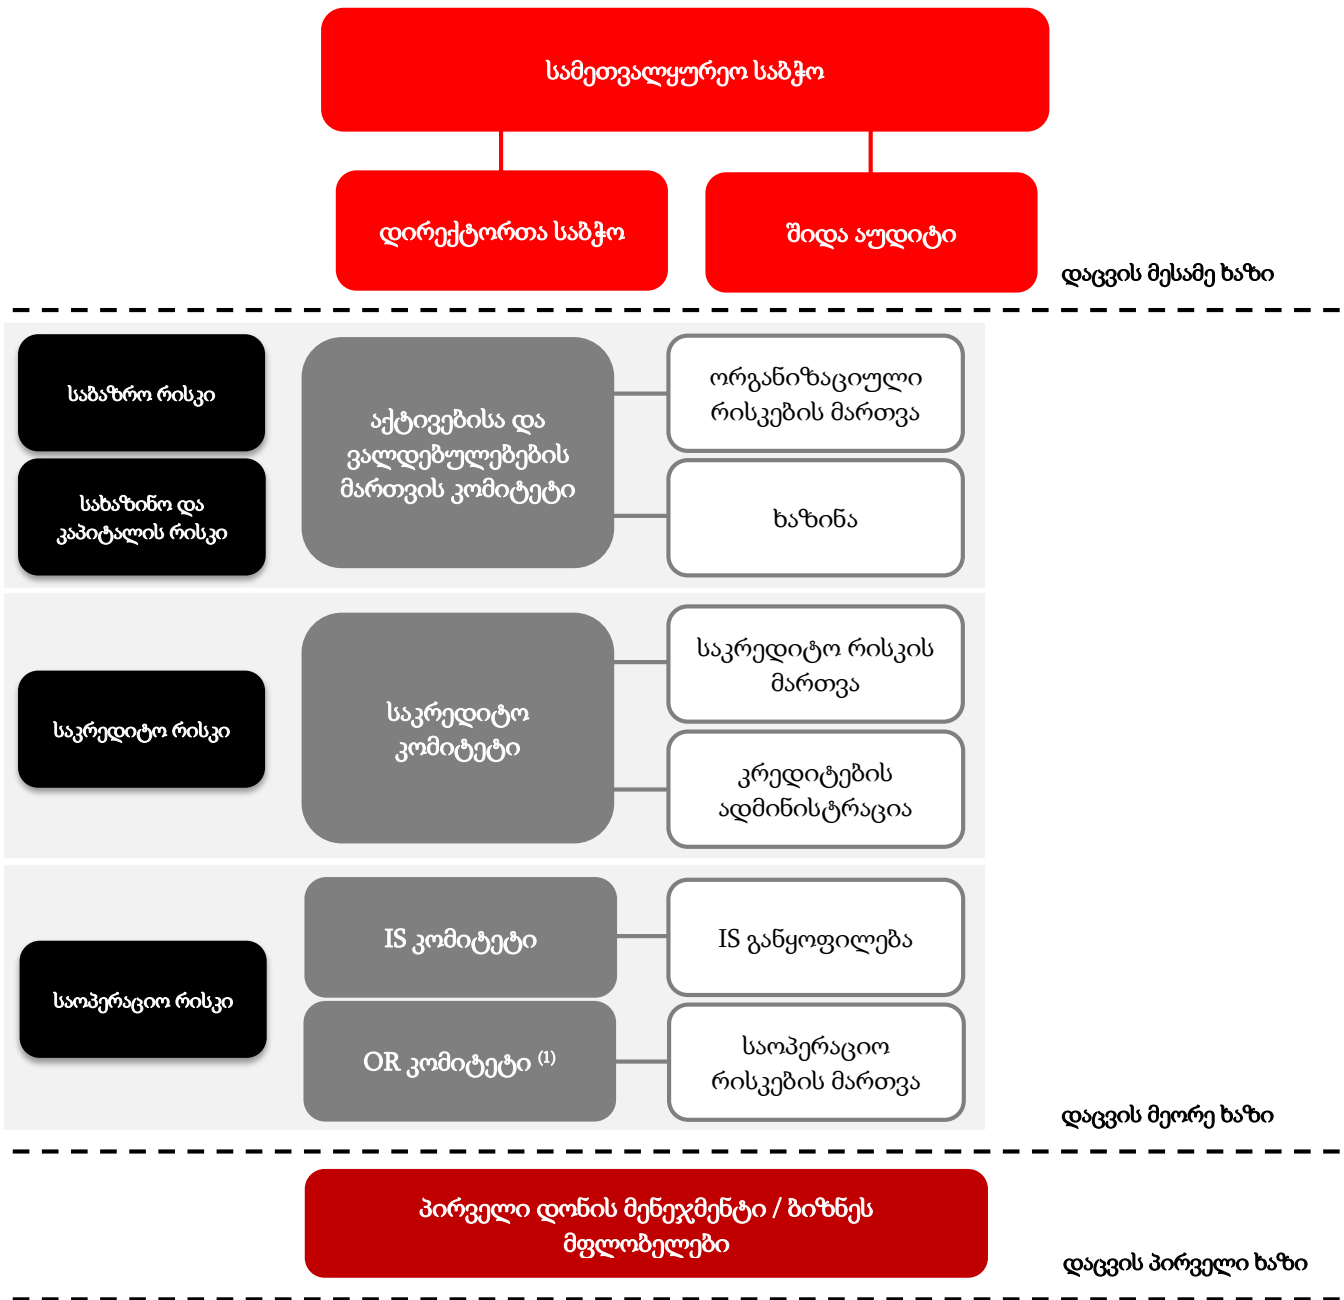 სამეთვალყურეო საბჭო
დირექტორთა საბჭო
შიდა აუდიტი
დაცვის მესამე ხაზი
საბაზრო რისკი
სახაზინო და
კაპიტალის რისკი
აქტივებისა და
ვალდებულებების
მართვის კომიტეტი
ორგანიზაციული
რისკების მართვა
ხაზინა
საკრედიტო რისკი
საკრედიტო
კომიტეტი
საკრედიტო რისკის
მართვა
კრედიტების
ადმინისტრაცია
საოპერაციო რისკი
IS კომიტეტი
IS განყოფილება
OR კომიტეტი (1)
საოპერაციო
რისკების მართვა
დაცვის მეორე ხაზი
პირველი დონის მენეჯმენტი / ბიზნეს
მფლობელები
დაცვის პირველი ხაზი